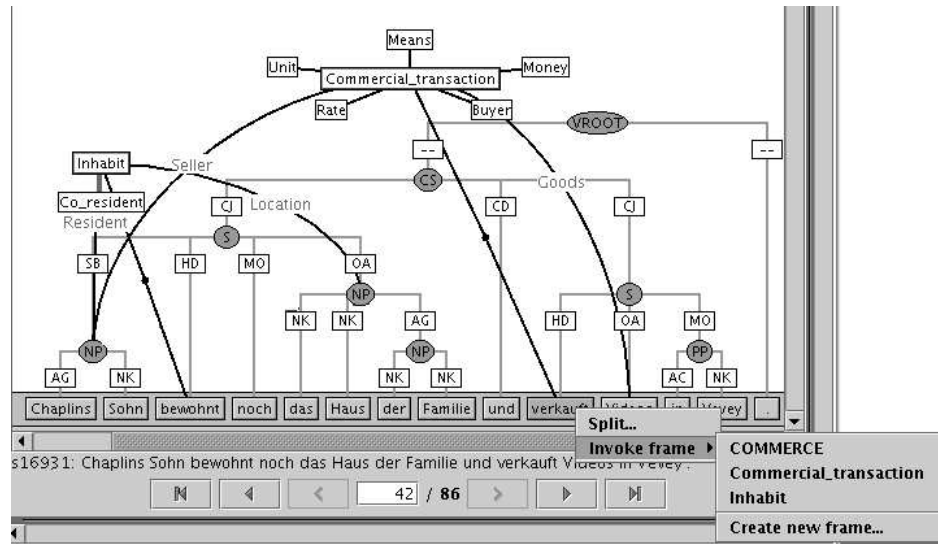 Means
Unit
Money
Commercial_transaction
Rate
Buyer
VROOT
--
--
Inhabit
Seller
CS
Goods
Co_resident
CJ
Location
CD
CJ
Resident
S
SB
HD
MO
OA
NP
S
NK
NK
AG
HD
OA
MO
NP
NP
PP
AG
NK
NK
NK
AC
NK
Chaplins Sohn bewohnt noch das Haus der Familie und verkauft Videos in Vevey .
Split...
Invoke frame
COMMERCE
Commercial_transaction
Inhabit
Create new frame...
s16931: Chaplins Sohn bewohnt noch das Haus der Familie und verkauft Videos in Vevey .
42 / 86